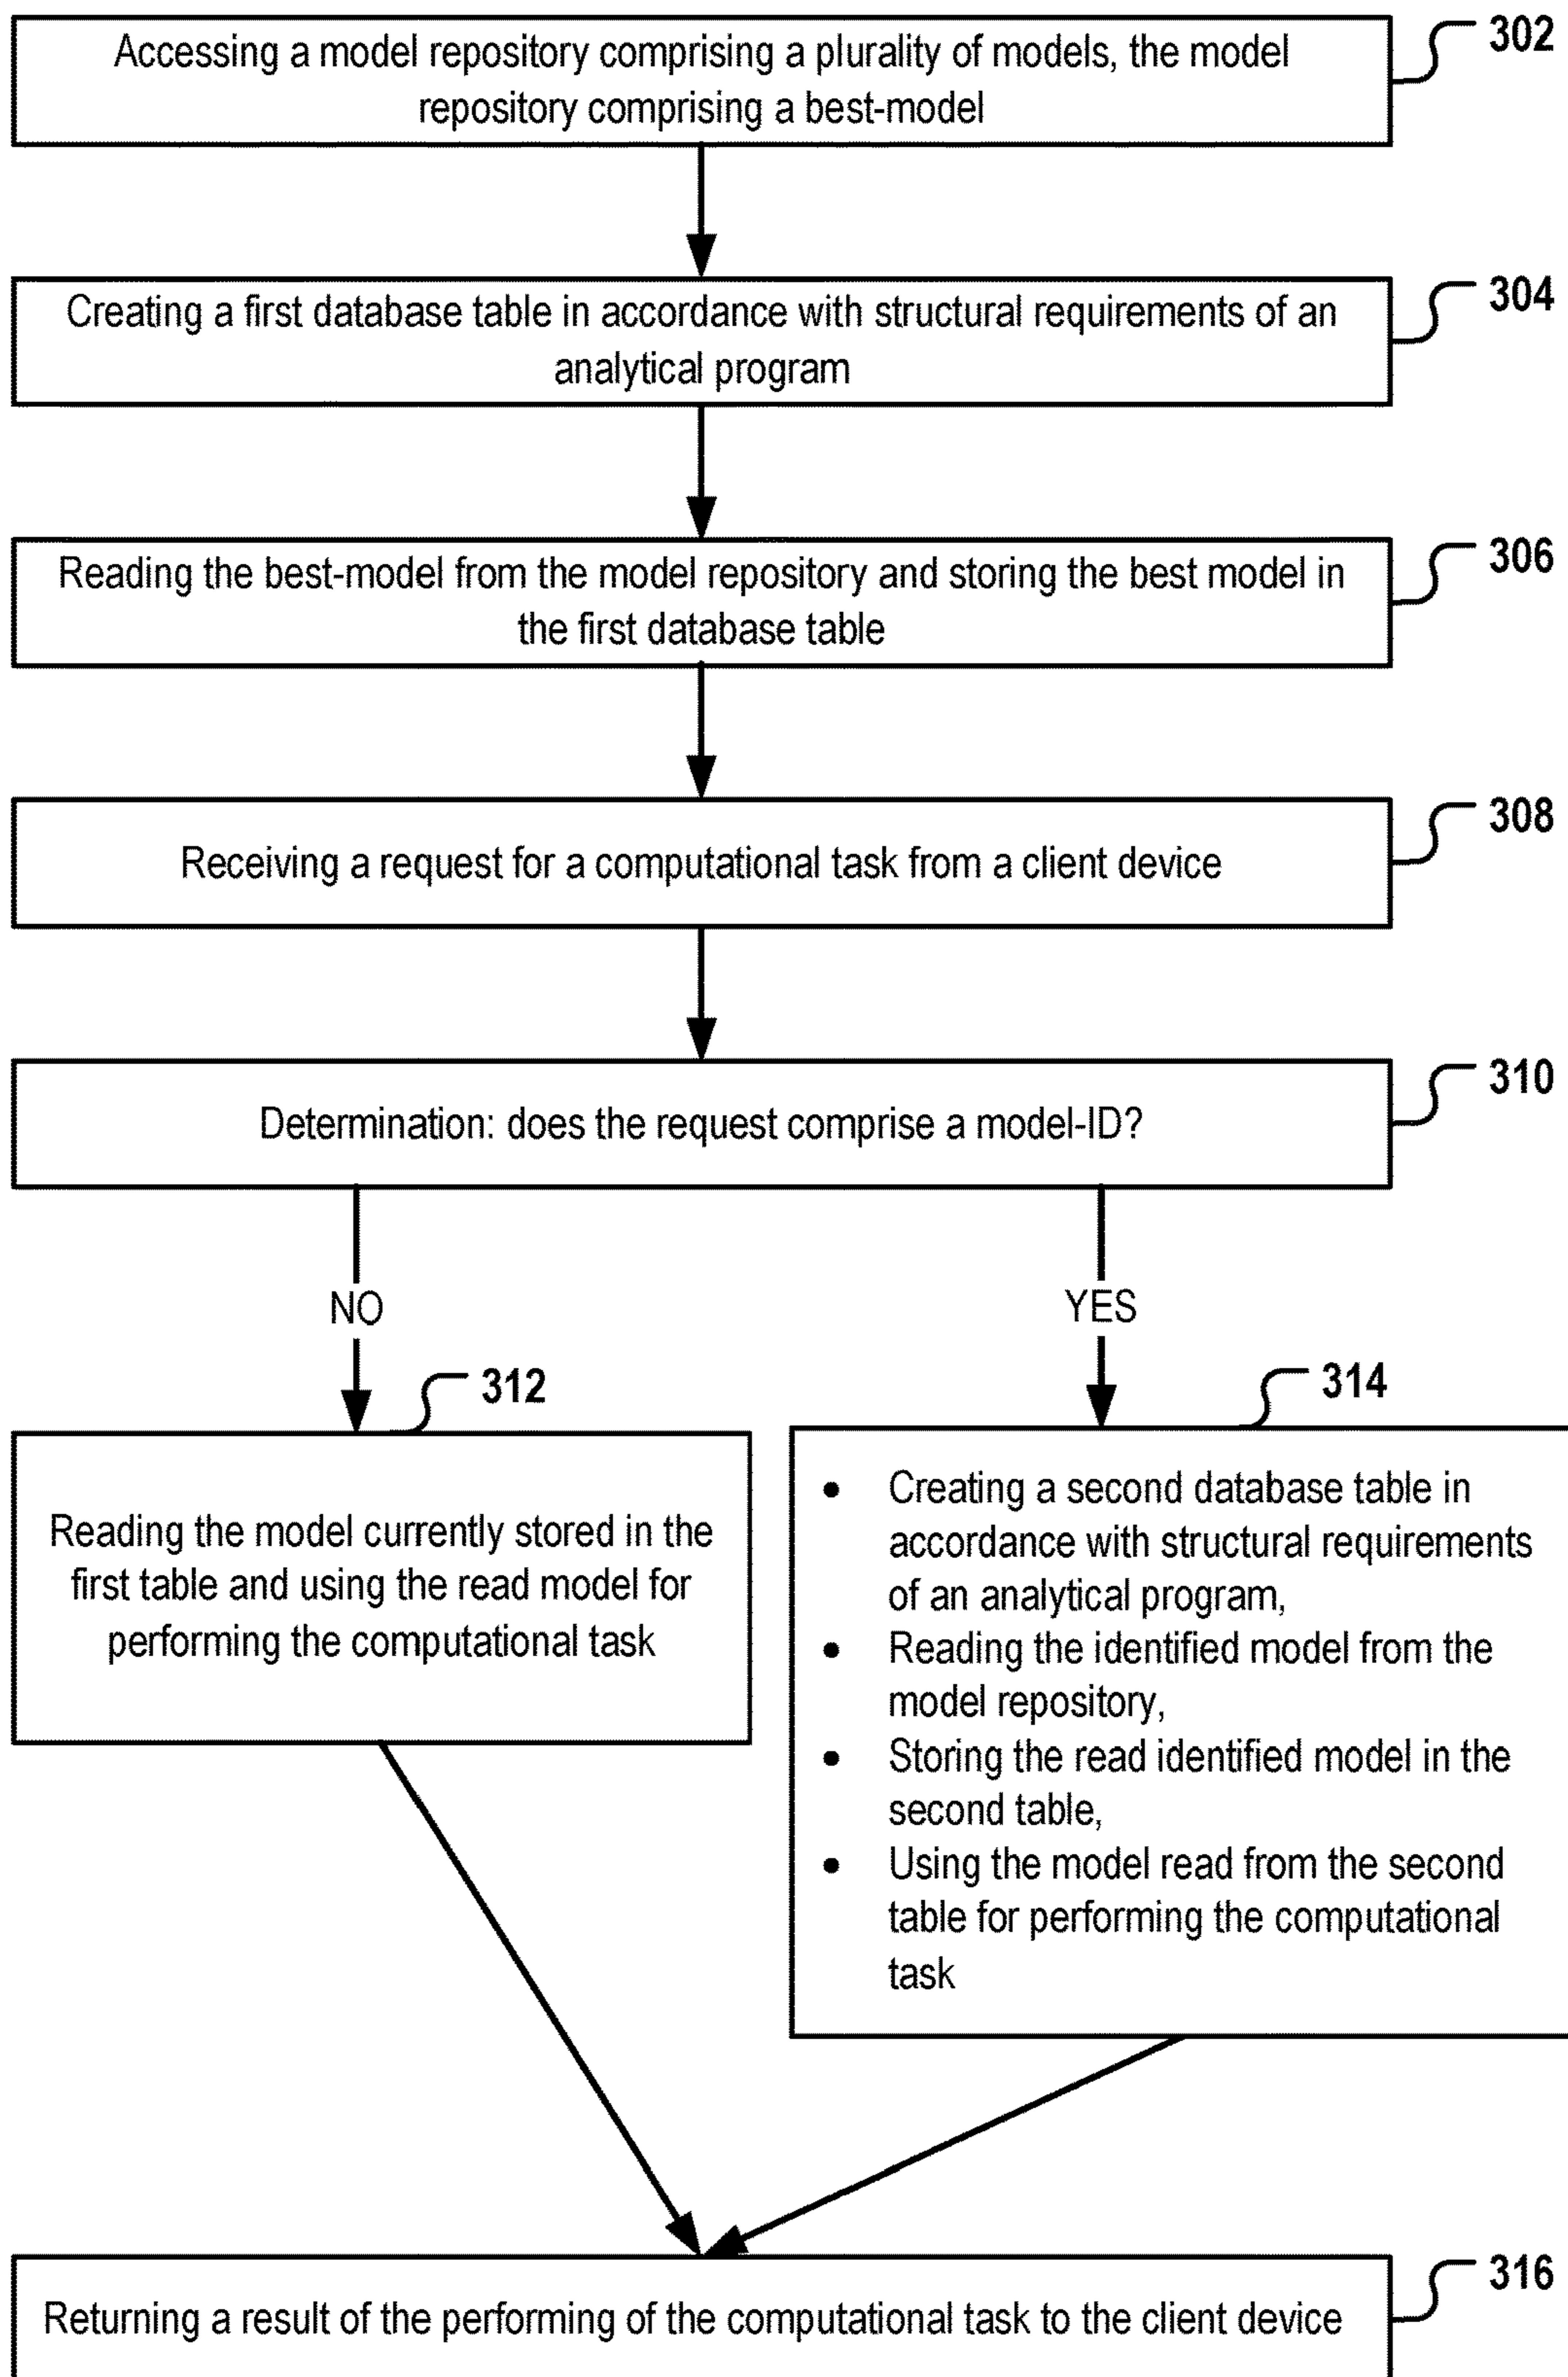 Accessing a model repository comprising a plurality of models, the model
repository comprising a best-model
302
Creating a first database table in accordance with structural requirements of an
analytical program
304
Reading the best-model from the model repository and storing the best model in
the first database table
306
Receiving a request for a computational task from a client device
308
Determination: does the request comprise a model-ID?
310
NO
YES
312
Reading the model currently stored in the
first table and using the read model for
performing the computational task
314
• Creating a second database table in
accordance with structural requirements
of an analytical program,
• Reading the identified model from the
model repository,
• Storing the read identified model in the
second table,
• Using the model read from the second
table for performing the computational
task
Returning a result of the performing of the computational task to the client device
316